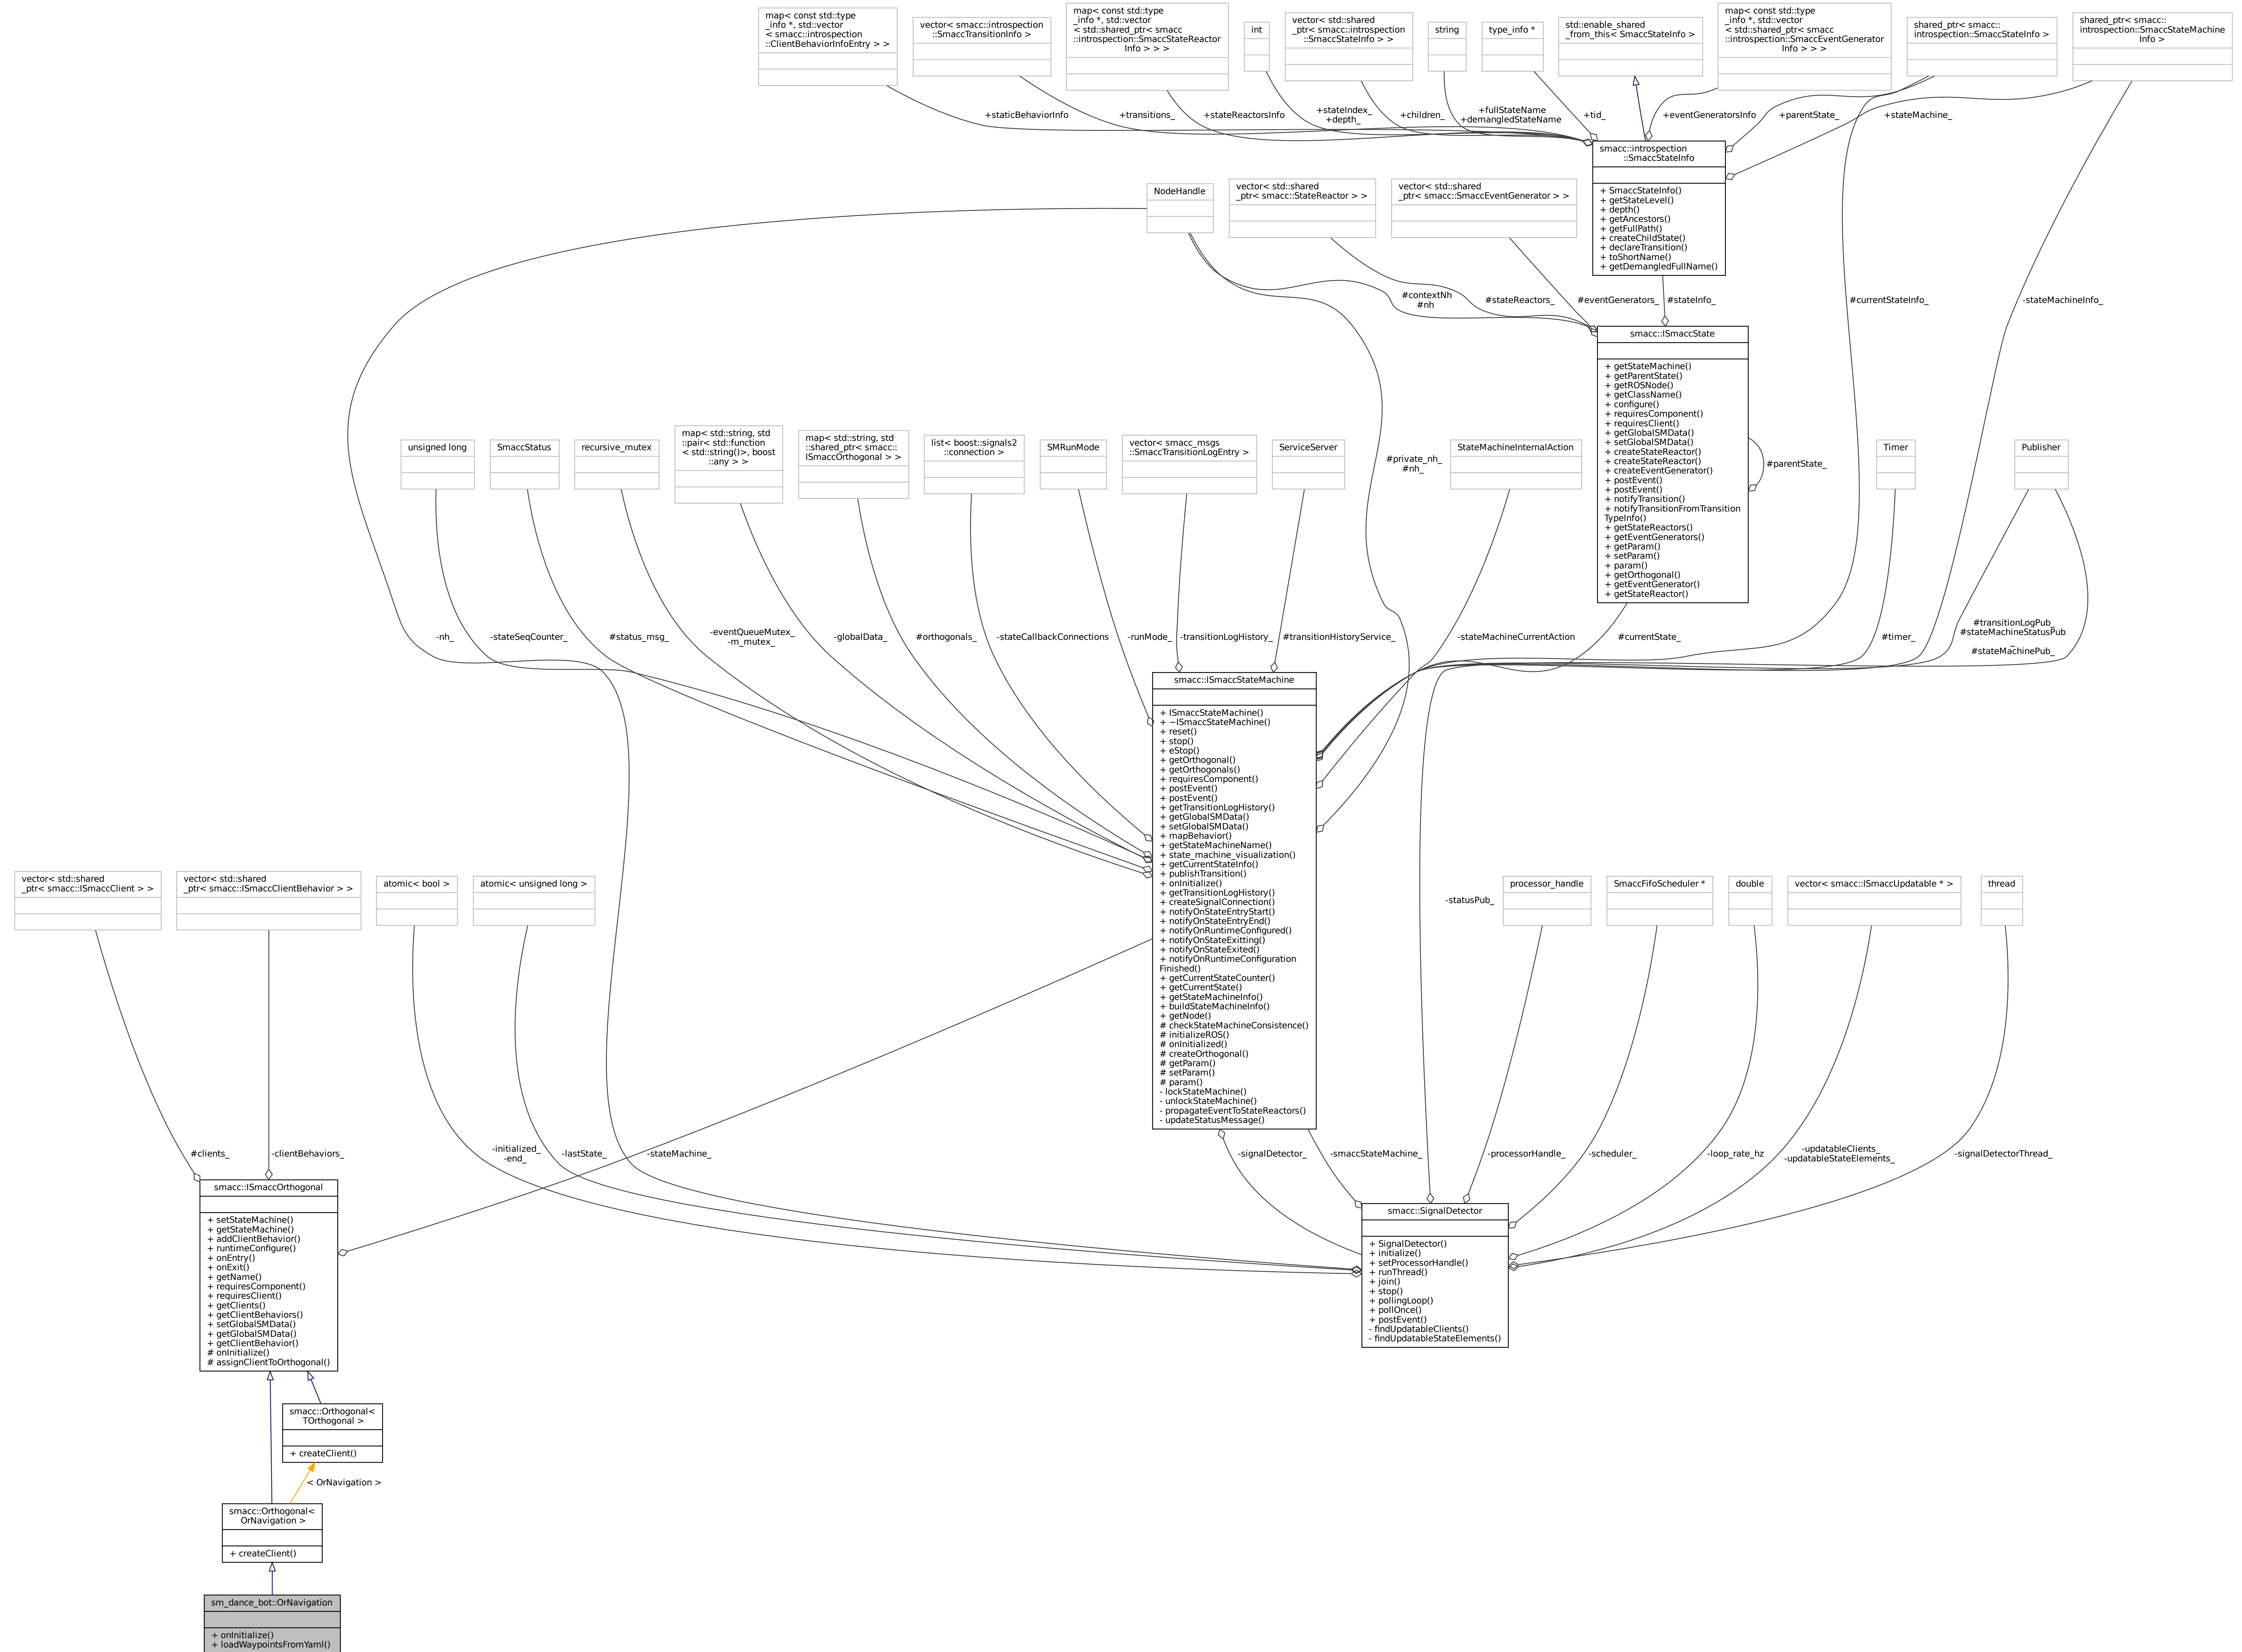 map< const std::type
_info *, std::vector
< smacc::introspection
::ClientBehaviorInfoEntry > >
vector< smacc::introspection
::SmaccTransitionInfo >
map< const std::type
_info *, std::vector
< std::shared_ptr< smacc
::introspection::SmaccStateReactor
Info > > >
int
vector< std::shared
_ptr< smacc::introspection
::SmaccStateInfo > >
string
type_info *
std::enable_shared
_from_this< SmaccStateInfo >
map< const std::type
_info *, std::vector
< std::shared_ptr< smacc
::introspection::SmaccEventGenerator
Info > > >
shared_ptr< smacc::
introspection::SmaccStateInfo >
shared_ptr< smacc::
introspection::SmaccStateMachine
Info >
+staticBehaviorInfo
+transitions_
+stateReactorsInfo
+stateIndex_
+depth_
+children_
+fullStateName
+demangledStateName
+tid_
+eventGeneratorsInfo
+parentState_
+stateMachine_
smacc::introspection
::SmaccStateInfo
+ SmaccStateInfo()
+ getStateLevel()
+ depth()
+ getAncestors()
+ getFullPath()
+ createChildState()
+ declareTransition()
+ toShortName()
+ getDemangledFullName()
NodeHandle
vector< std::shared
_ptr< smacc::StateReactor > >
vector< std::shared
_ptr< smacc::SmaccEventGenerator > >
#contextNh
#nh
#stateReactors_
#eventGenerators_
#stateInfo_
#currentStateInfo_
-stateMachineInfo_
smacc::ISmaccState
+ getStateMachine()
+ getParentState()
+ getROSNode()
+ getClassName()
+ configure()
+ requiresComponent()
+ requiresClient()
+ getGlobalSMData()
+ setGlobalSMData()
+ createStateReactor()
+ createStateReactor()
+ createEventGenerator()
+ postEvent()
+ postEvent()
+ notifyTransition()
+ notifyTransitionFromTransition
TypeInfo()
+ getStateReactors()
+ getEventGenerators()
+ getParam()
+ setParam()
+ param()
+ getOrthogonal()
+ getEventGenerator()
+ getStateReactor()
#parentState_
unsigned long
SmaccStatus
recursive_mutex
map< std::string, std
::pair< std::function
< std::string()>, boost
::any > >
map< std::string, std
::shared_ptr< smacc::
ISmaccOrthogonal > >
list< boost::signals2
::connection >
SMRunMode
vector< smacc_msgs
::SmaccTransitionLogEntry >
ServiceServer
#private_nh_
#nh_
StateMachineInternalAction
Timer
Publisher
-nh_
-stateSeqCounter_
#status_msg_
-eventQueueMutex_
-m_mutex_
-globalData_
#orthogonals_
-stateCallbackConnections
-runMode_
-transitionLogHistory_
#transitionHistoryService_
-stateMachineCurrentAction
#currentState_
#timer_
#transitionLogPub_
#stateMachineStatusPub
_
#stateMachinePub_
smacc::ISmaccStateMachine
+ ISmaccStateMachine()
+ ~ISmaccStateMachine()
+ reset()
+ stop()
+ eStop()
+ getOrthogonal()
+ getOrthogonals()
+ requiresComponent()
+ postEvent()
+ postEvent()
+ getTransitionLogHistory()
+ getGlobalSMData()
+ setGlobalSMData()
+ mapBehavior()
+ getStateMachineName()
+ state_machine_visualization()
+ getCurrentStateInfo()
+ publishTransition()
+ onInitialize()
+ getTransitionLogHistory()
+ createSignalConnection()
+ notifyOnStateEntryStart()
+ notifyOnStateEntryEnd()
+ notifyOnRuntimeConfigured()
+ notifyOnStateExitting()
+ notifyOnStateExited()
+ notifyOnRuntimeConfiguration
Finished()
+ getCurrentStateCounter()
+ getCurrentState()
+ getStateMachineInfo()
+ buildStateMachineInfo()
+ getNode()
# checkStateMachineConsistence()
# initializeROS()
# onInitialized()
# createOrthogonal()
# getParam()
# setParam()
# param()
- lockStateMachine()
- unlockStateMachine()
- propagateEventToStateReactors()
- updateStatusMessage()
vector< std::shared
_ptr< smacc::ISmaccClient > >
vector< std::shared
_ptr< smacc::ISmaccClientBehavior > >
atomic< bool >
atomic< unsigned long >
-statusPub_
processor_handle
SmaccFifoScheduler *
double
vector< smacc::ISmaccUpdatable * >
thread
#clients_
-clientBehaviors_
-initialized_
-end_
-lastState_
-stateMachine_
-signalDetector_
-smaccStateMachine_
-processorHandle_
-scheduler_
-loop_rate_hz
-updatableClients_
-updatableStateElements_
-signalDetectorThread_
smacc::ISmaccOrthogonal
+ setStateMachine()
+ getStateMachine()
+ addClientBehavior()
+ runtimeConfigure()
+ onEntry()
+ onExit()
+ getName()
+ requiresComponent()
+ requiresClient()
+ getClients()
+ getClientBehaviors()
+ setGlobalSMData()
+ getGlobalSMData()
+ getClientBehavior()
# onInitialize()
# assignClientToOrthogonal()
smacc::SignalDetector
+ SignalDetector()
+ initialize()
+ setProcessorHandle()
+ runThread()
+ join()
+ stop()
+ pollingLoop()
+ pollOnce()
+ postEvent()
- findUpdatableClients()
- findUpdatableStateElements()
smacc::Orthogonal<
TOrthogonal >
+ createClient()
< OrNavigation >
smacc::Orthogonal<
OrNavigation >
+ createClient()
sm_dance_bot::OrNavigation
+ onInitialize()
+ loadWaypointsFromYaml()